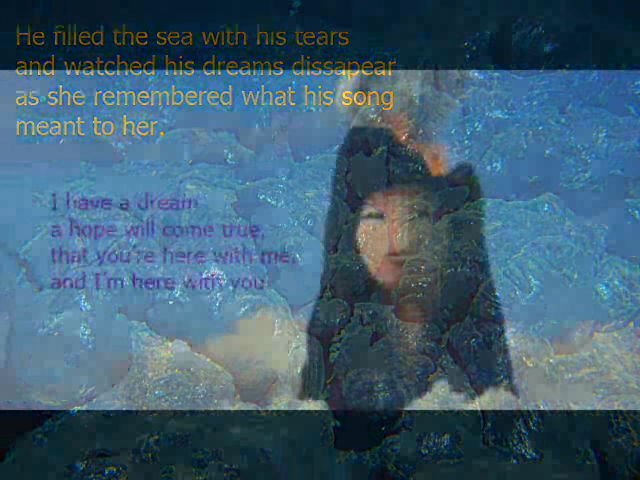 He filled the sea with his tears
and watched his dreams dissapear
as she remembered what his song
meant to her.
I have a dream
a hope will come true,
that you're here with me,
and I'm here with you